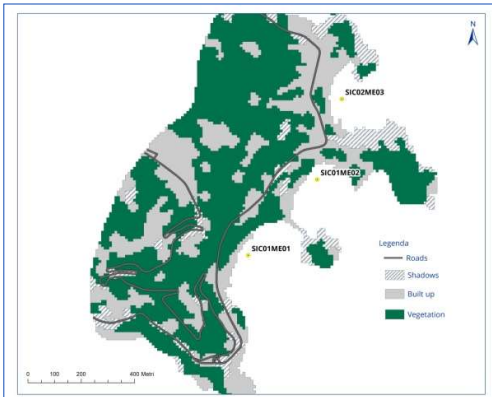 N
SIC02ME03
SIC01ME02
SIC01ME01
Legenda
Roads
Shadows
Built up
Vegetation
0 100 200 400 Metri